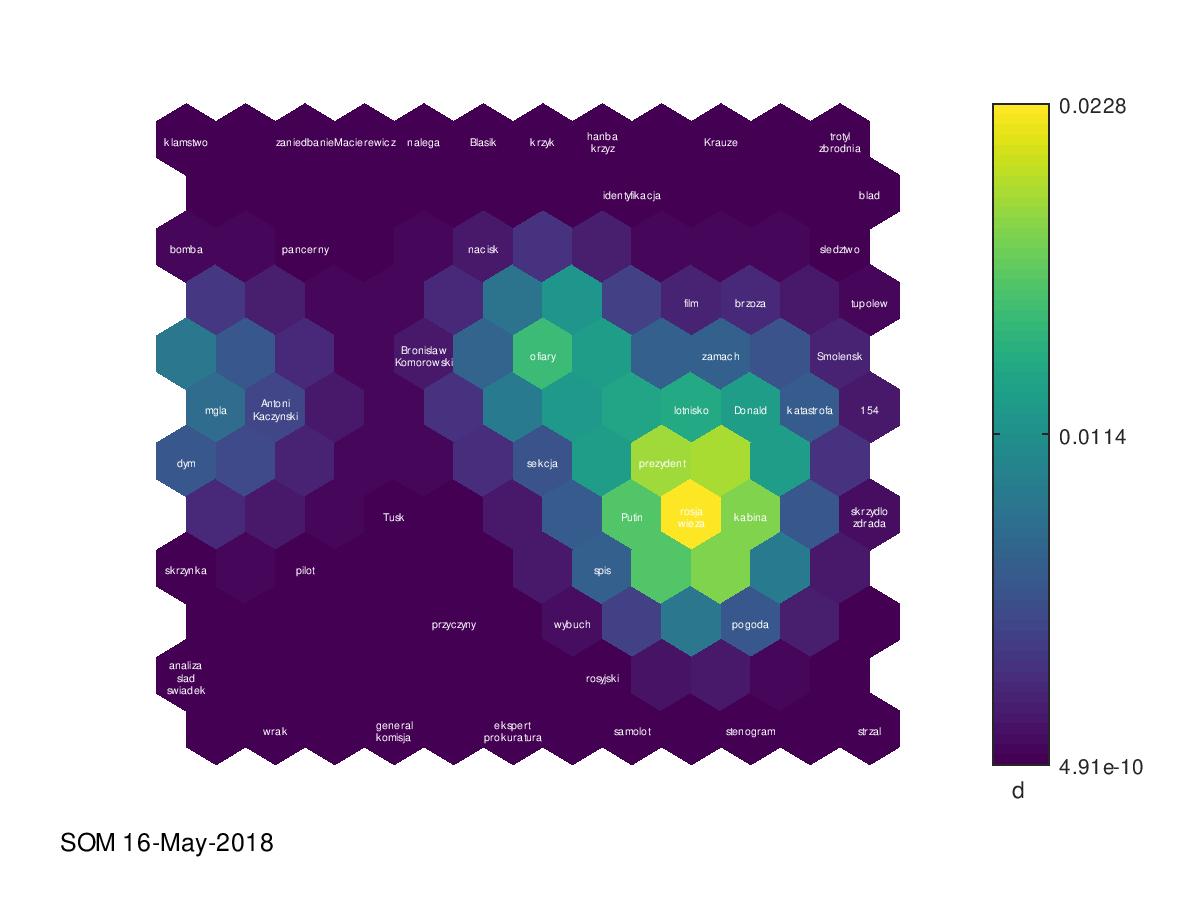 klamstwo
zaniedbanie
Macierewicz
nalega
Blasik
krzyk
hanba
krzyz
Krauze
trotyl
zbrodnia
identyfikacja
blad
bomba
pancerny
nacisk
sledztwo
film
brzoza
tupolew
Bronislaw
Komorowski
ofiary
zamach
Smolensk
mgla
Antoni
Kaczynski
lotnisko
Donald
katastrofa
154
dym
sekcja
prezydent
Tusk
Putin
rosja
wieza
kabina
skrzydlo
zdrada
skrzynka
pilot
spis
przyczyny
wybuch
pogoda
analiza
slad
swiadek
rosyjski
wrak
general
komisja
ekspert
prokuratura
samolot
stenogram
strzal
0.0228
0.0114
4.91e-10
d
SOM 16-May-2018